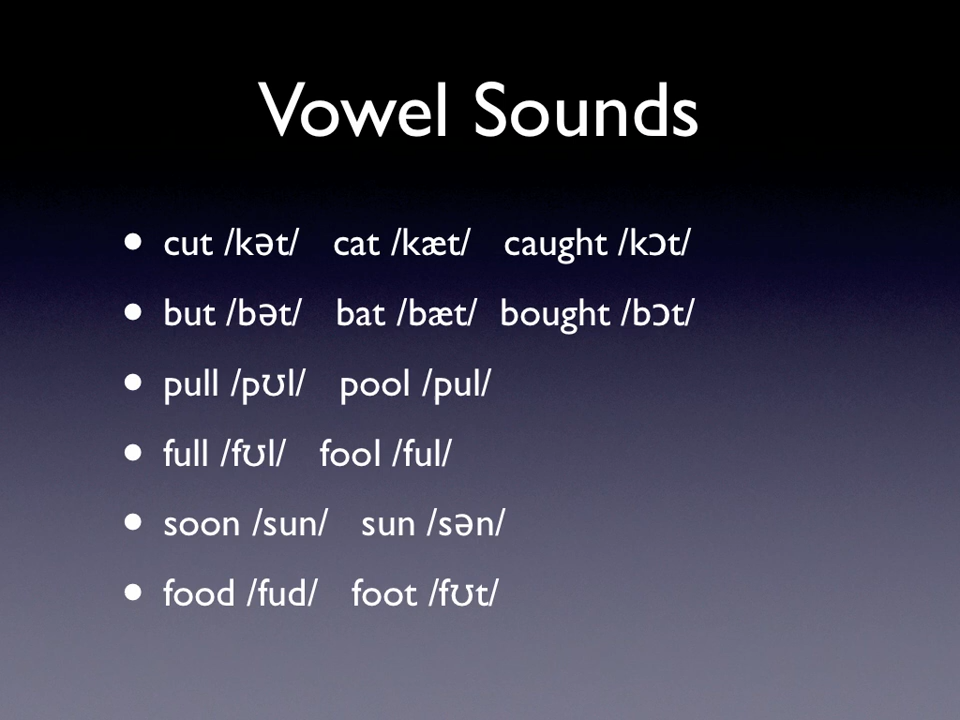 Vowel Sounds
• cut /kət/ cat /kæt/ caught /kɔt/
• but /bət/ bat /bæt/ bought /bɔt/
• pull /pʊl/ pool /pul/
• full /fʊl/ fool /ful/
• soon /sun/ sun /sən/
• food /fud/ foot /fʊt/